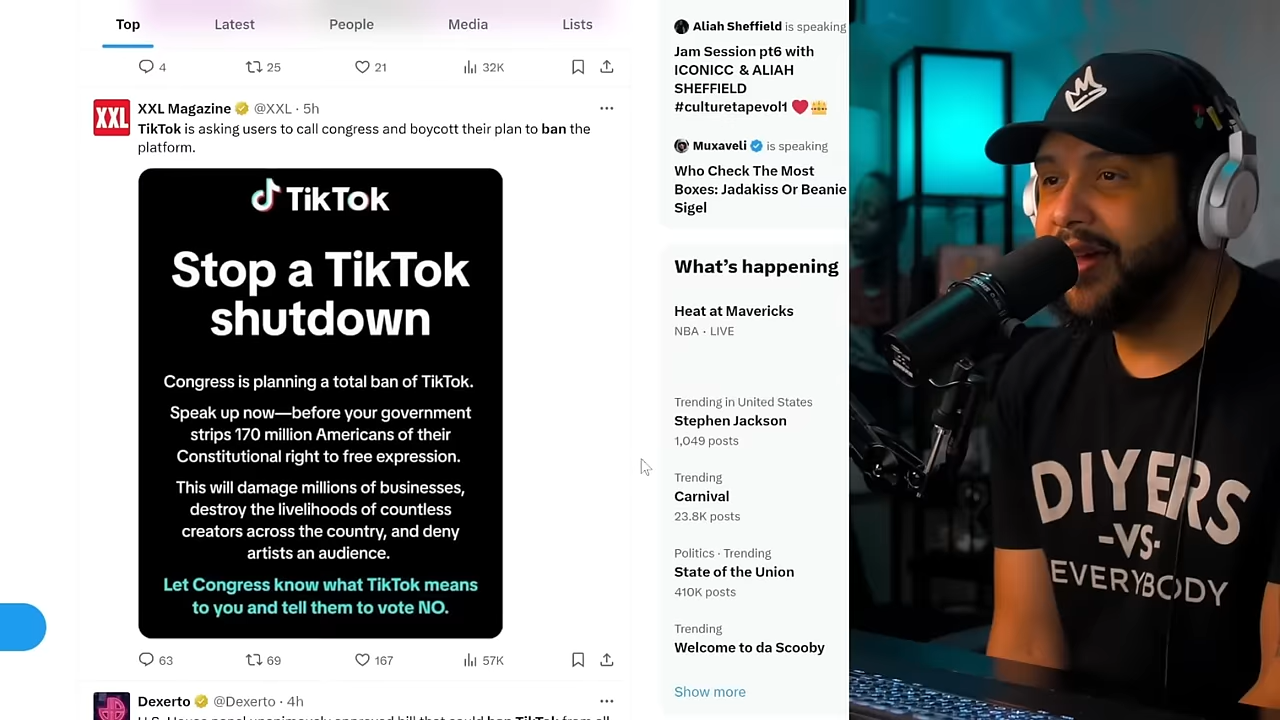 Top
Latest
People
Media
Lists
4
25
21
32K
XXL
XXL Magazine @XXL · 5h
TikTok is asking users to call congress and boycott their plan to ban the
platform.
TikTok
Stop a TikTok
shutdown
Congress is planning a total ban of TikTok.
Speak up now—before your government
strips 170 million Americans of their
Constitutional right to free expression.
This will damage millions of businesses,
destroy the livelihoods of countless
creators across the country, and deny
artists an audience.
Let Congress know what TikTok means
to you and tell them to vote NO.
63
69
167
57K
Dexerto @Dexerto · 4h
Aliah Sheffield is speaking
Jam Session pt6 with
ICONICC & ALIAH
SHEFFIELD
#culturetapevol1 ❤️👑
Muxaveli is speaking
Who Check The Most
Boxes: Jadakiss Or Beanie
Sigel
What's happening
Heat at Mavericks
NBA · LIVE
Trending in United States
Stephen Jackson
1,049 posts
Trending
Carnival
23.8K posts
Politics · Trending
State of the Union
410K posts
Trending
Welcome to da Scooby
Show more
DIYERS
-VS-
EVERYBODY